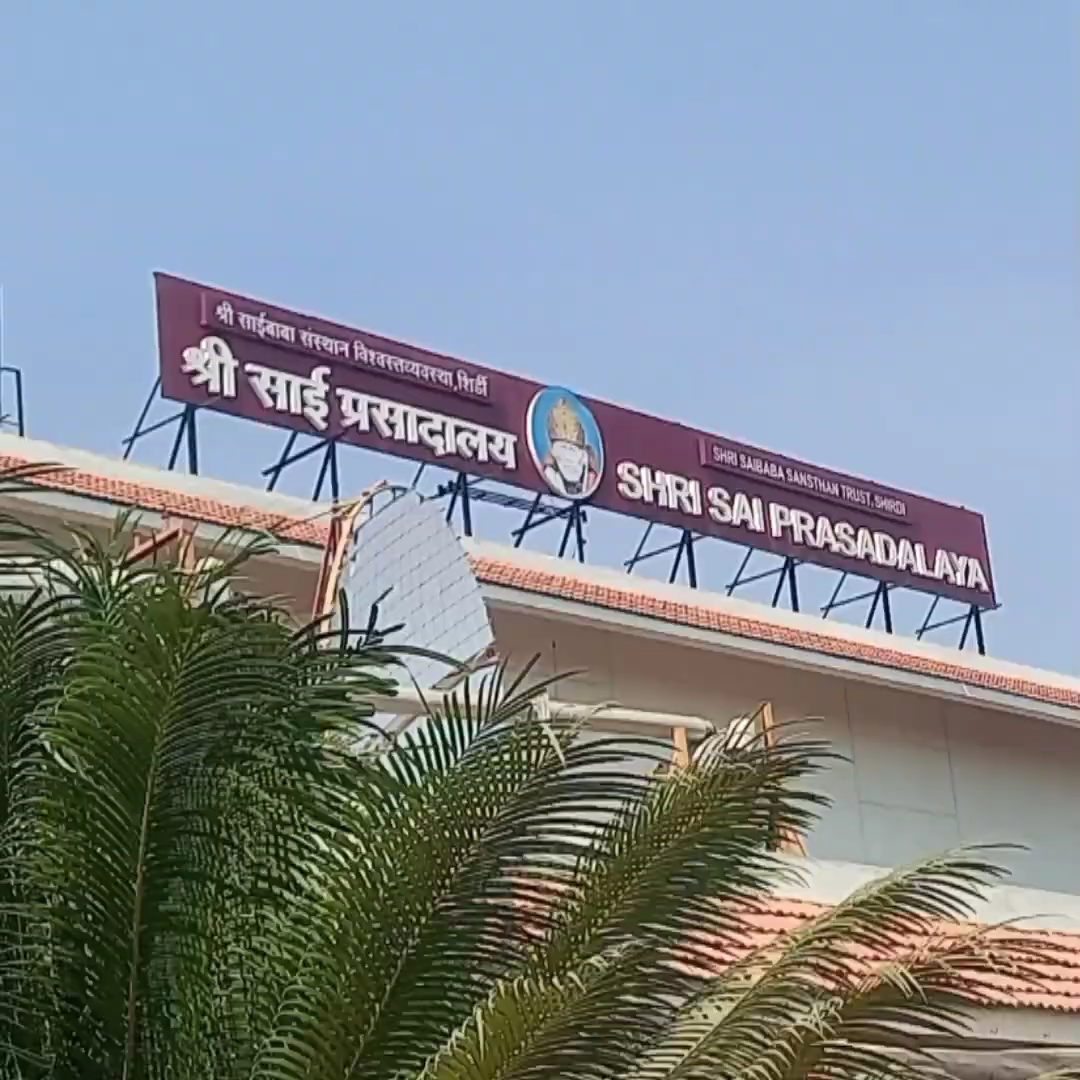 श्री साईबाबा संस्थान विश्वस्तव्यवस्था,शिर्डी
श्री साई प्रसादालय
SHRI SAIBABA SANSTHAN TRUST, SHIRDI
SHRI SAI PRASADALAYA